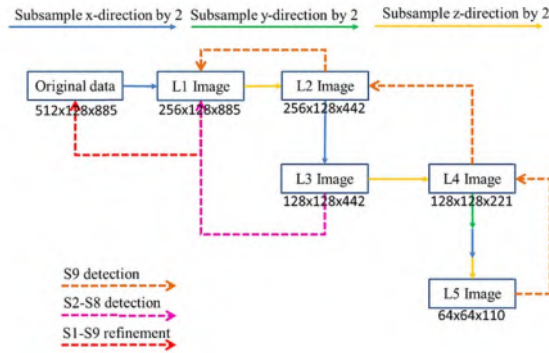 Subsample x-direction by 2 Subsample y-direction by 2 Subsample z-direction by 2
Original data L1 Image L2 Image
512x128x885 256x128x885 256x128x442
L3 Image L4 Image
128x128x442 128x128x221
L5 Image
64x64x110
S9 detection
S2-S8 detection
S1-S9 refinement